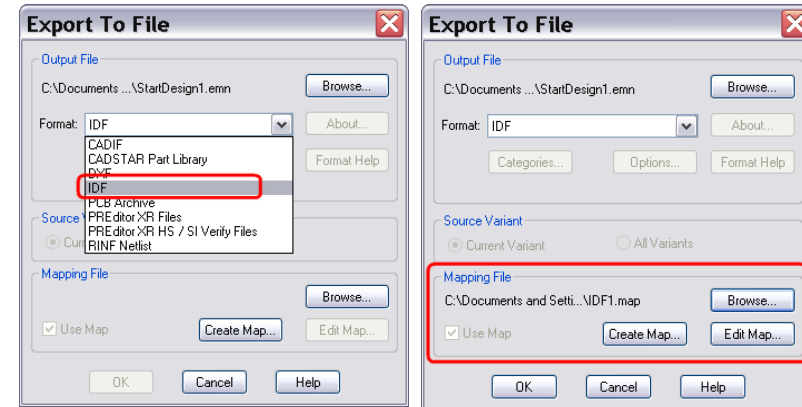 Export To File
Output File
C:\Documents ...\StartDesign1.emn
Browse...
Format: IDF
About...
CADIF
CADSTAR Part Library
DXF
IDF
PCB Archive
PREditor XR Files
PREditor XR HS / SI Verify Files
RINF Netlist
Format Help
Source
Mapping File
Browse...
Use Map
Create Map...
Edit Map...
OK
Cancel
Help
Export To File
Output File
C:\Documents ...\StartDesign1.emn
Browse...
Format: IDF
About...
Categories...
Options...
Format Help
Source Variant
Current Variant
All Variants
Mapping File
C:\Documents and Setti...\IDF1.map
Browse...
Use Map
Create Map...
Edit Map...
OK
Cancel
Help